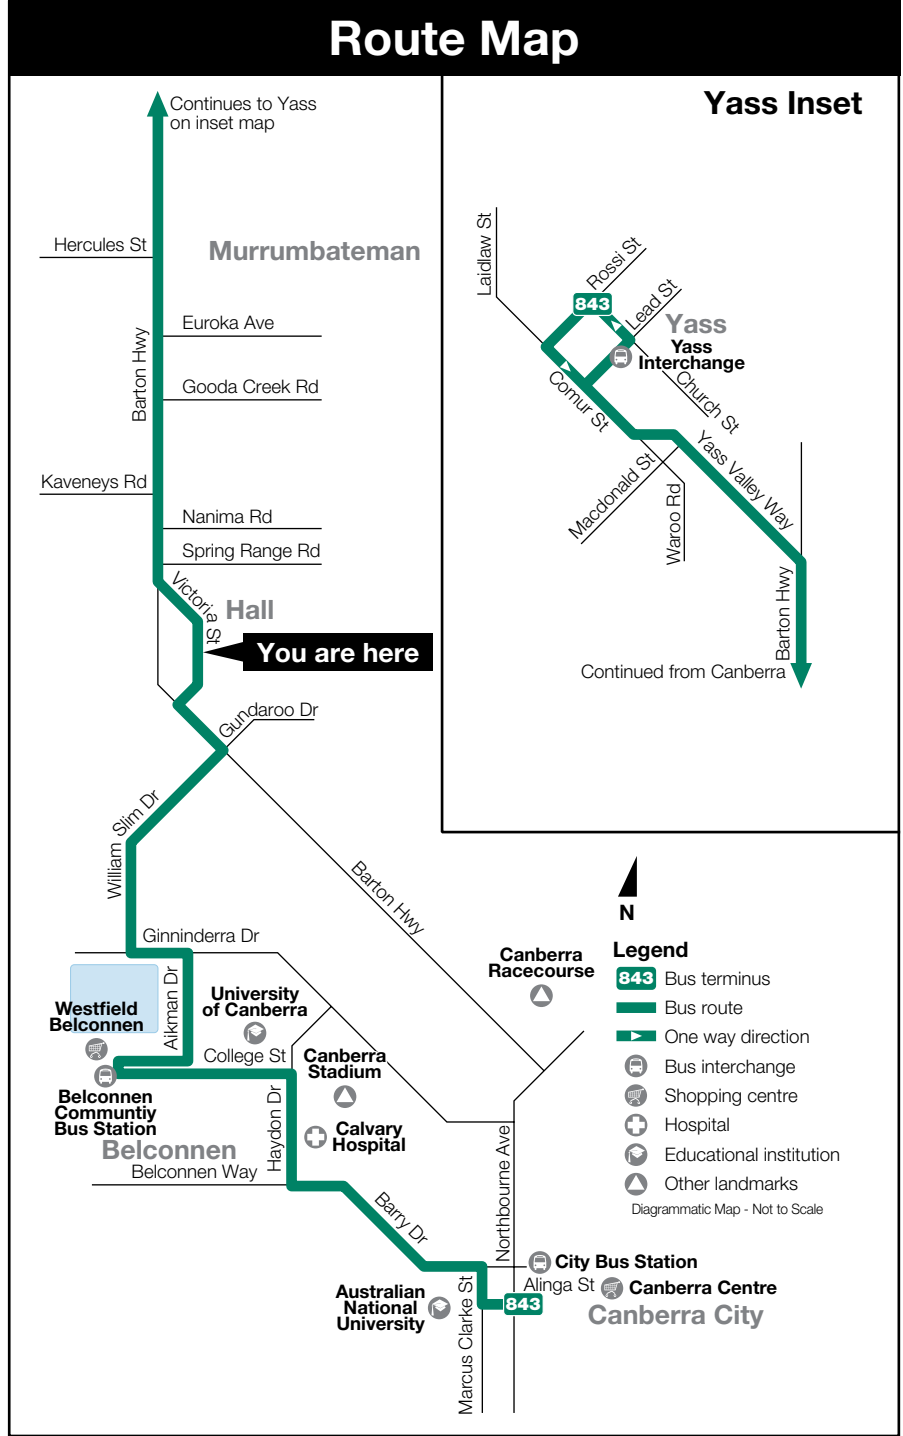 Route Map
Continues to Yass
on inset map
Hercules St
Murrumbateman
Euroka Ave
Barton Hwy
Gooda Creek Rd
Kaveneys Rd
Nanima Rd
Spring Range Rd
Victoria St
Hall
You are here
Gundaroo Dr
William Slim Dr
Barton Hwy
Ginninderra Dr
Aikman Dr
Westfield
Belconnen
University
of Canberra
College St
Canberra
Stadium
Canberra
Racecourse
Belconnen
Communtiy
Bus Station
Belconnen
Haydon Dr
Calvary
Hospital
Belconnen Way
Barry Dr
Northbourne Ave
City Bus Station
Alinga St
Canberra Centre
Australian
National
University
Marcus Clarke St
843
Canberra City
Yass Inset
Laidlaw St
Rossi St
843
Lead St
Yass
Yass
Interchange
Church St
Comur St
Macdonald St
Waroo Rd
Yass Valley Way
Barton Hwy
Continued from Canberra
N
Legend
843 Bus terminus
Bus route
One way direction
Bus interchange
Shopping centre
Hospital
Educational institution
Other landmarks
Diagrammatic Map - Not to Scale